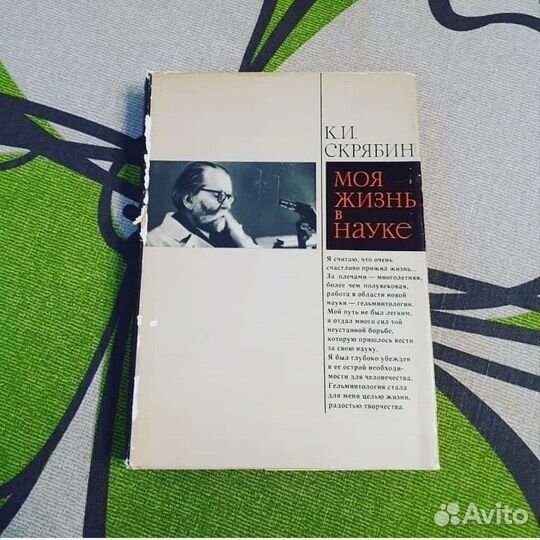 К.И.
СКРЯБИН
МОЯ
ЖИЗНЬ
В
НАУКЕ
Я считаю, что очень
счастливо прожил жизнь...
За плечами — многолетняя,
более чем полувековая,
работа в области новой
науки — гельминтологии.
Мой путь не был легким,
я отдал много сил той
неустанной борьбе,
которую пришлось вести
за свою науку.
Я был глубоко убежден
в ее острой необходи-
мости для человечества.
Гельминтология стала
для меня целью жизни,
радостью творчества.
Avito